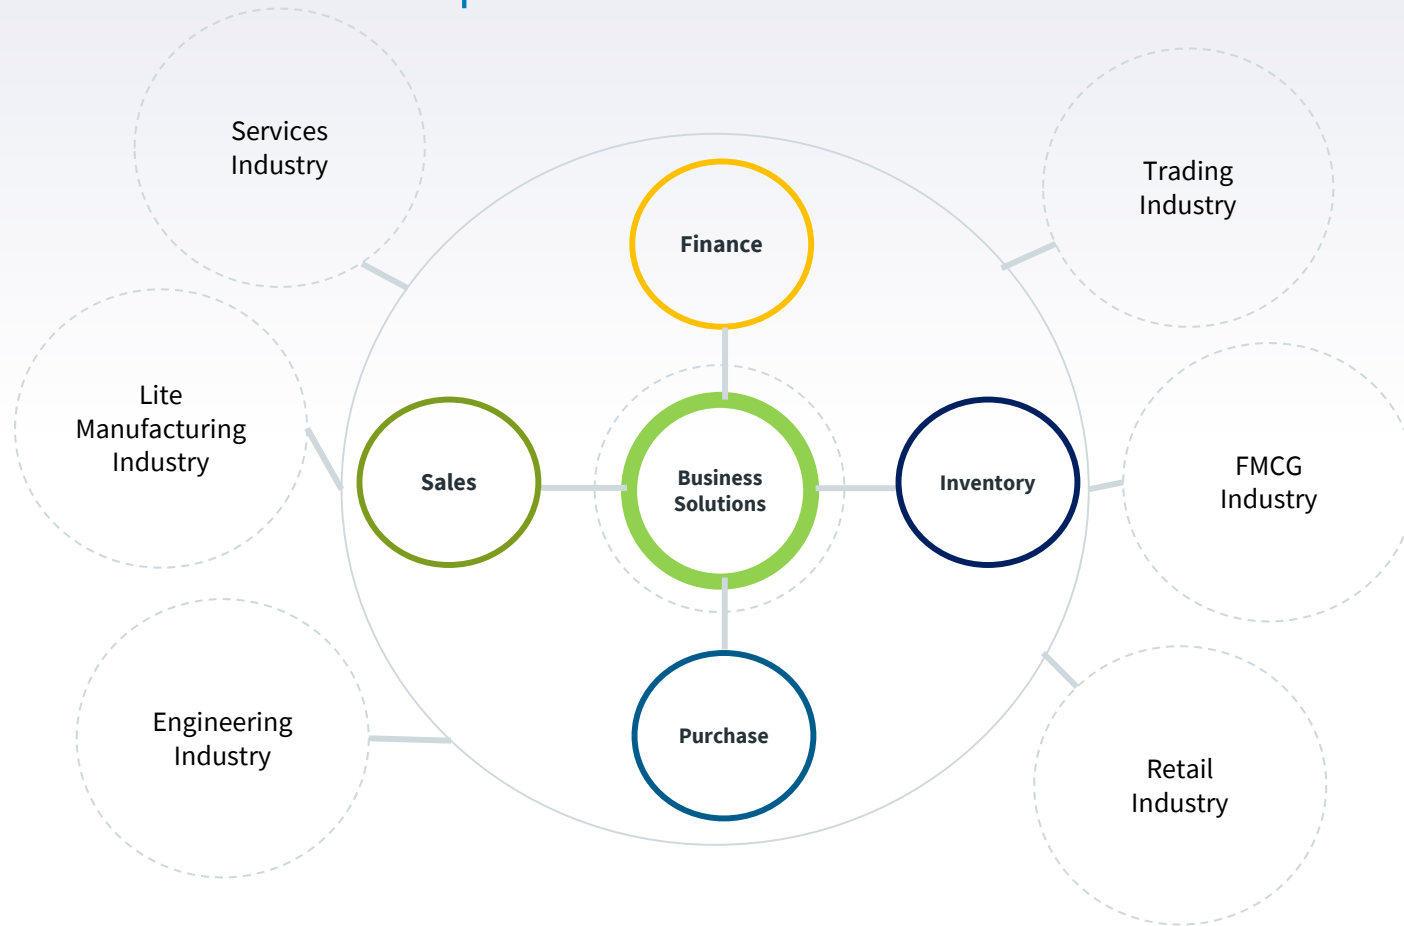 Services
Industry
Trading
Industry
Finance
Lite
Manufacturing
Industry
Sales
Business
Solutions
Inventory
FMCG
Industry
Engineering
Industry
Purchase
Retail
Industry